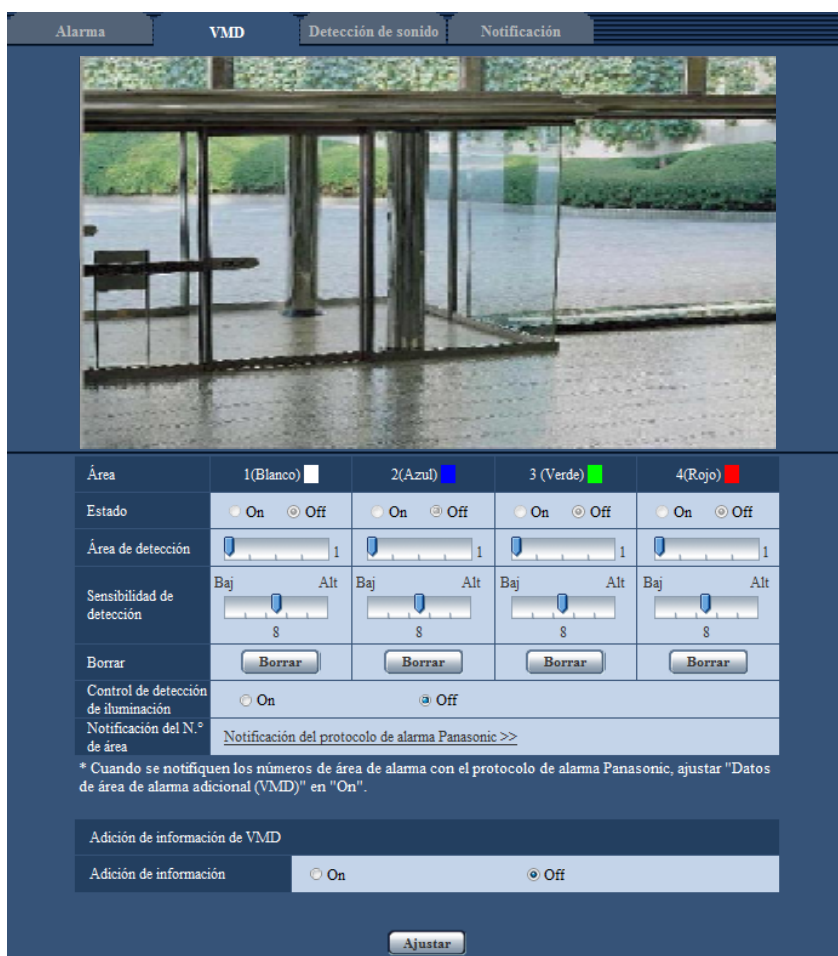 Alarma VMD Detección de sonido Notificación
Área 1(Blanco) 2(Azul) 3 (Verde) 4(Rojo)
Estado On Off On Off On Off On Off
Área de detección 1 1 1 1
Baj Alt Baj Alt Baj Alt Baj Alt
Sensibilidad de
detección
8 8 8 8
Borrar Borrar Borrar Borrar Borrar
Control de detección
de iluminación
On Off
Notificación del N.°
de área
Notificación del protocolo de alarma Panasonic >>
* Cuando se notifiquen los números de área de alarma con el protocolo de alarma Panasonic, ajustar "Datos
de área de alarma adicional (VMD)" en "On".
Adición de información de VMD
Adición de información On Off
Ajustar